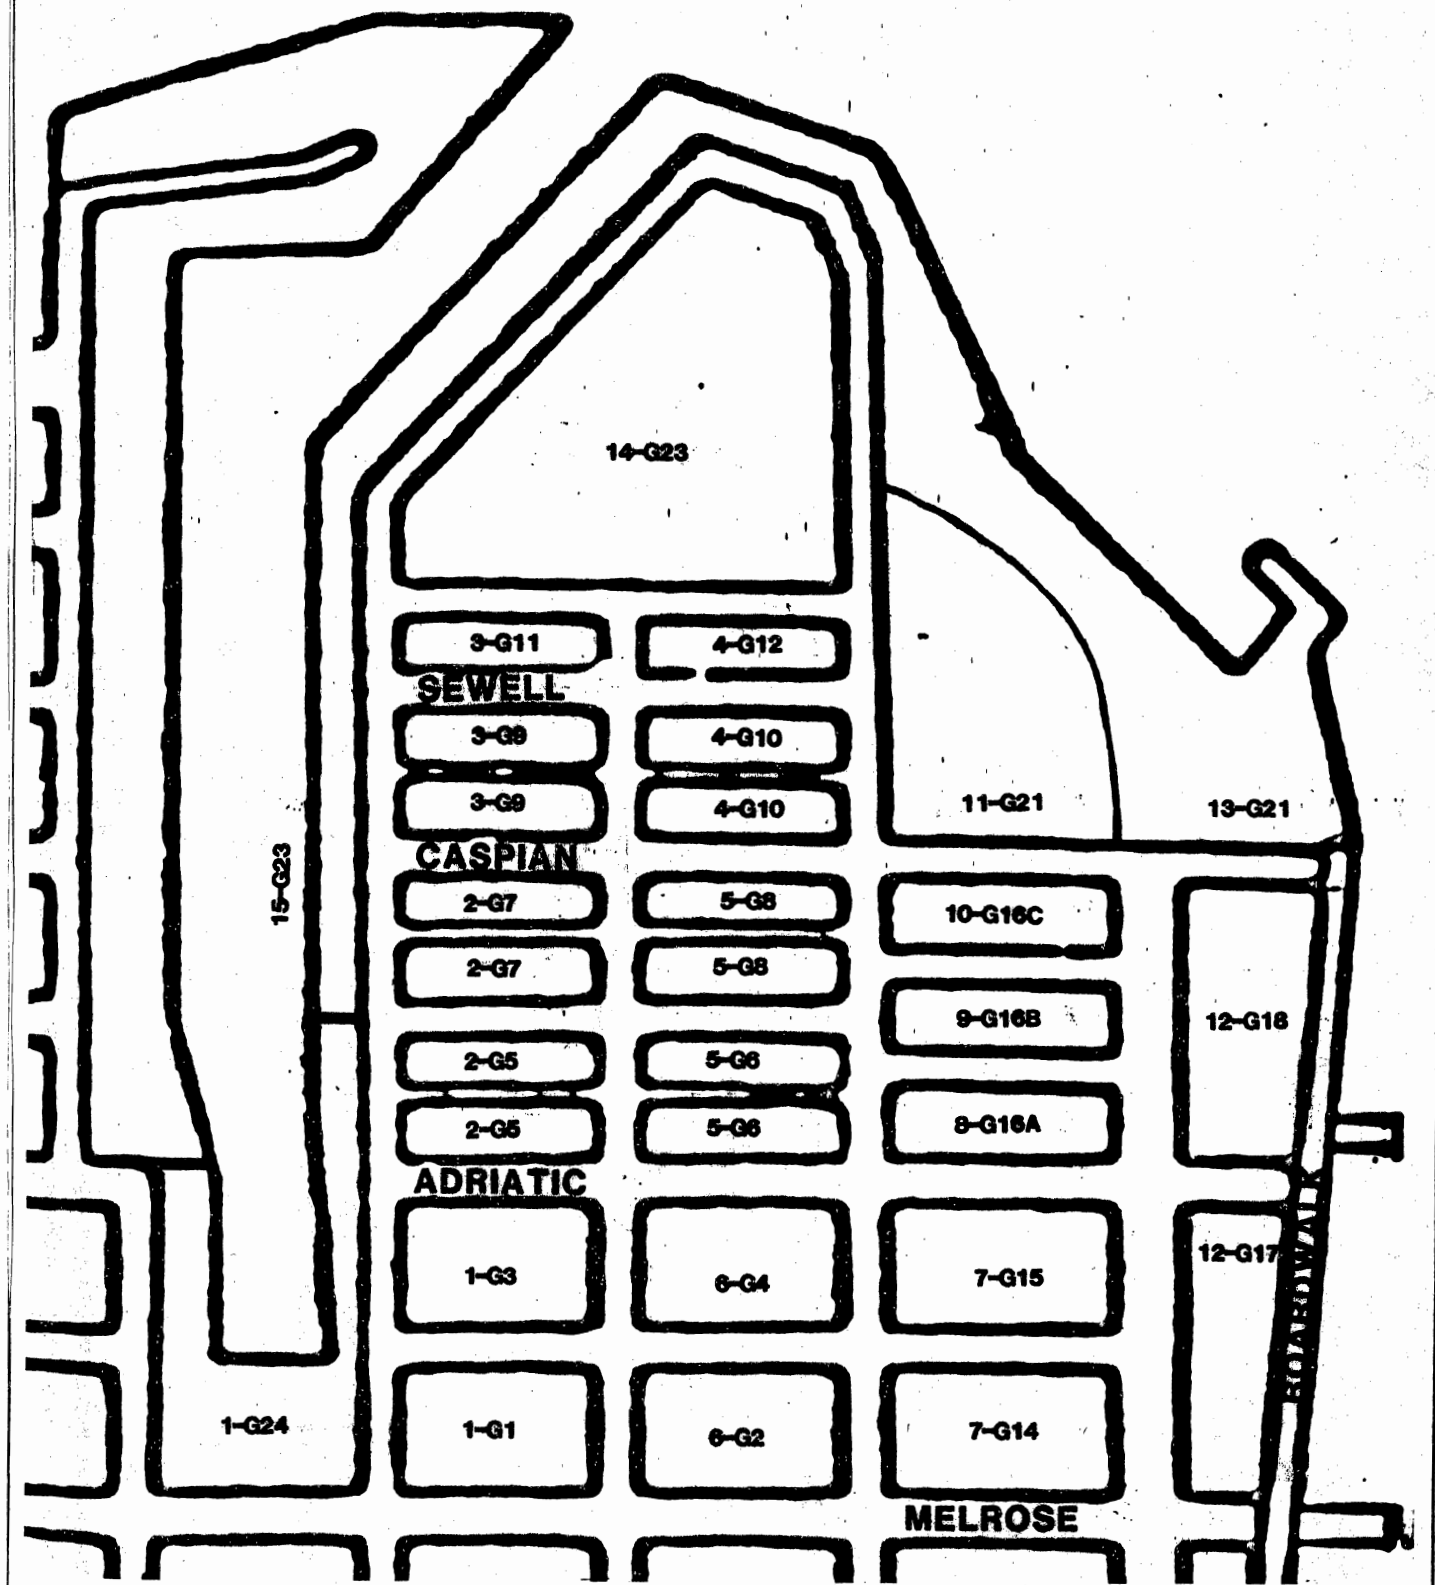 14-G23
3-G11
4-G12
SEWELL
3-G9
4-G10
3-G9
4-G10
11-G21
13-G21
CASPIAN
15-G23
2-G7
5-G8
10-G16C
2-G7
5-G8
9-G16B
12-G18
2-G5
5-G6
2-G5
5-G6
8-G16A
ADRIATIC
BOARDWALK
12-G17
1-G3
6-G4
7-G15
1-G24
1-G1
6-G2
7-G14
MELROSE